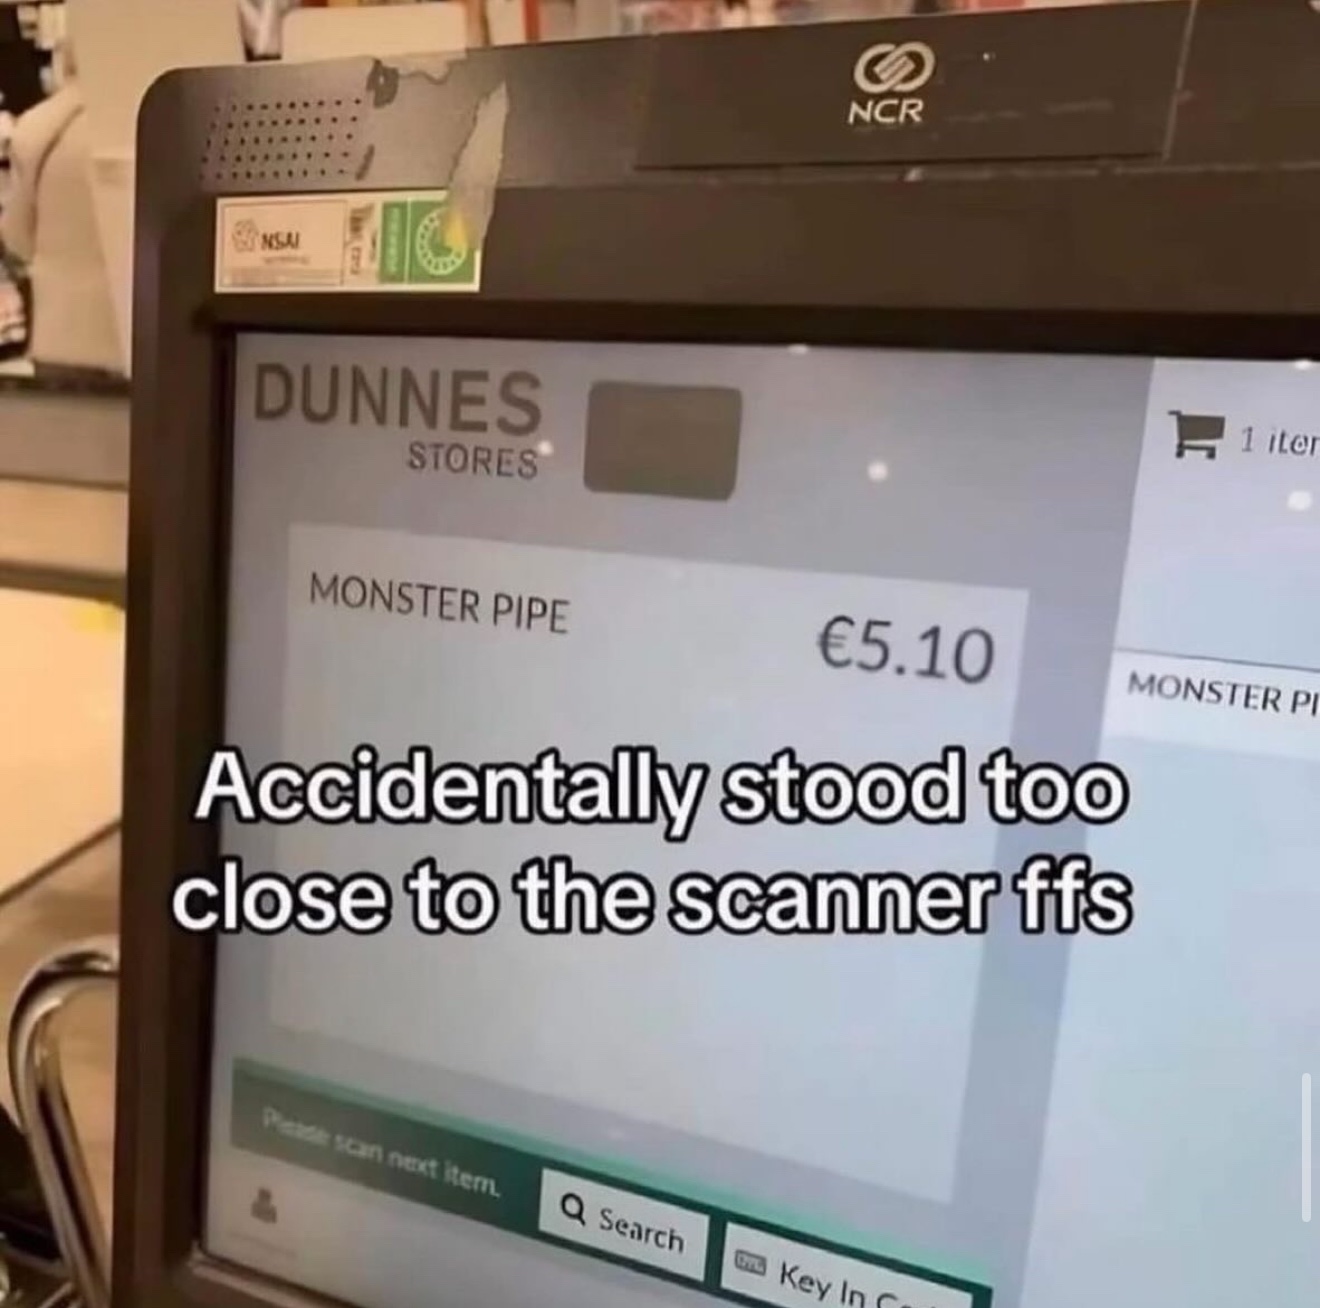 NCR
NSAI
DUNNES
STORES
1
MONSTER PIPE
€5.10
MONSTER PI
Accidentally stood too
close to the scanner ffs
Please scan next item.
Search
Key In